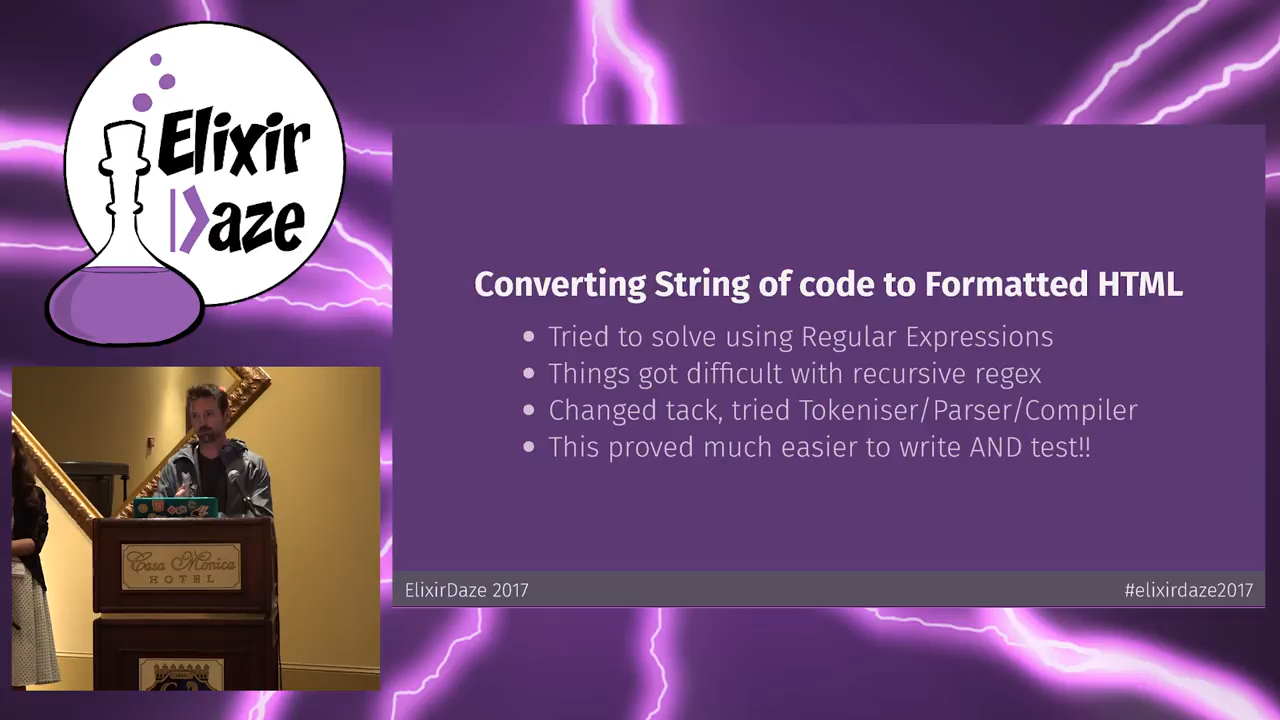 Elixir
Daze
Converting String of code to Formatted HTML
• Tried to solve using Regular Expressions
• Things got difficult with recursive regex
• Changed tack, tried Tokeniser/Parser/Compiler
• This proved much easier to write AND test!!
ElixirDaze 2017
#elixirdaze2017
Casa Monica
HOTEL